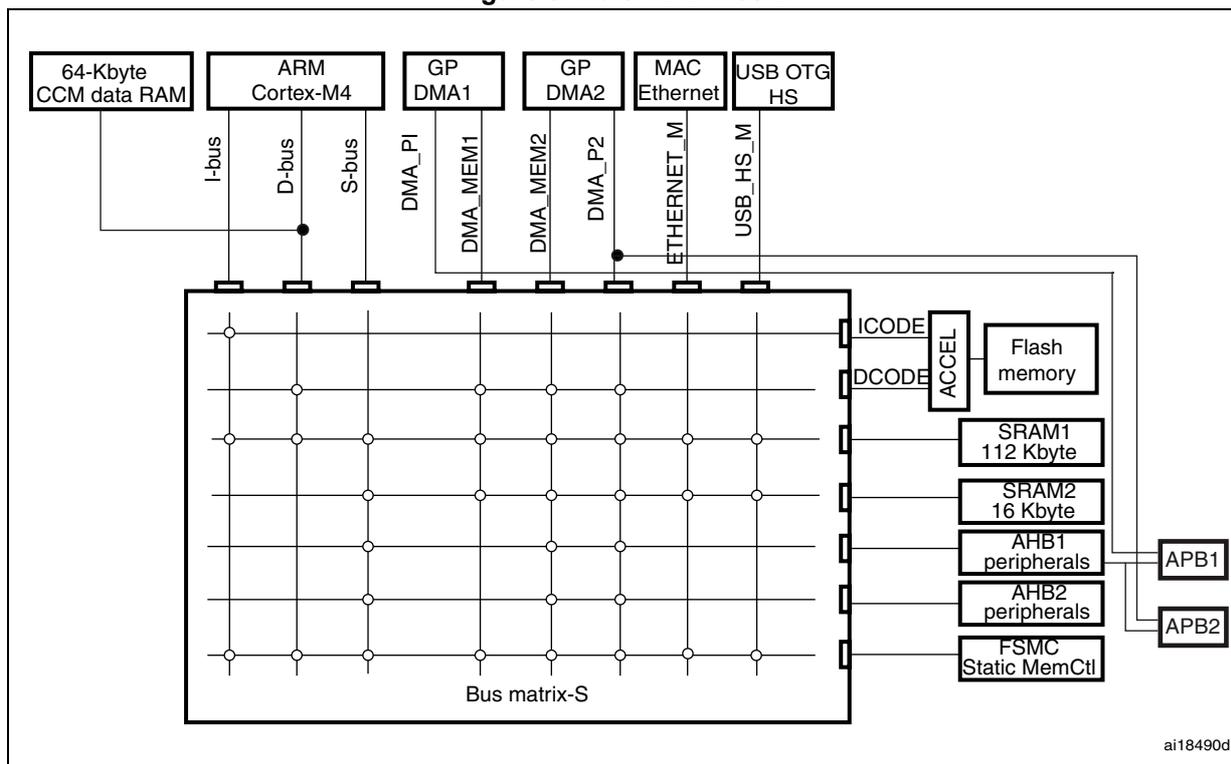 64-Kbyte
CCM data RAM
ARM
Cortex-M4
GP
DMA1
GP
DMA2
MAC
Ethernet
USB OTG
HS
I-bus
D-bus
S-bus
DMA_PI
DMA_MEM1
DMA_MEM2
DMA_P2
ETHERNET_M
USB_HS_M
ICODE
DCODE
ACCEL
Flash
memory
SRAM1
112 Kbyte
SRAM2
16 Kbyte
AHB1
peripherals
AHB2
peripherals
FSMC
Static MemCtl
APB1
APB2
Bus matrix-S
ai18490d